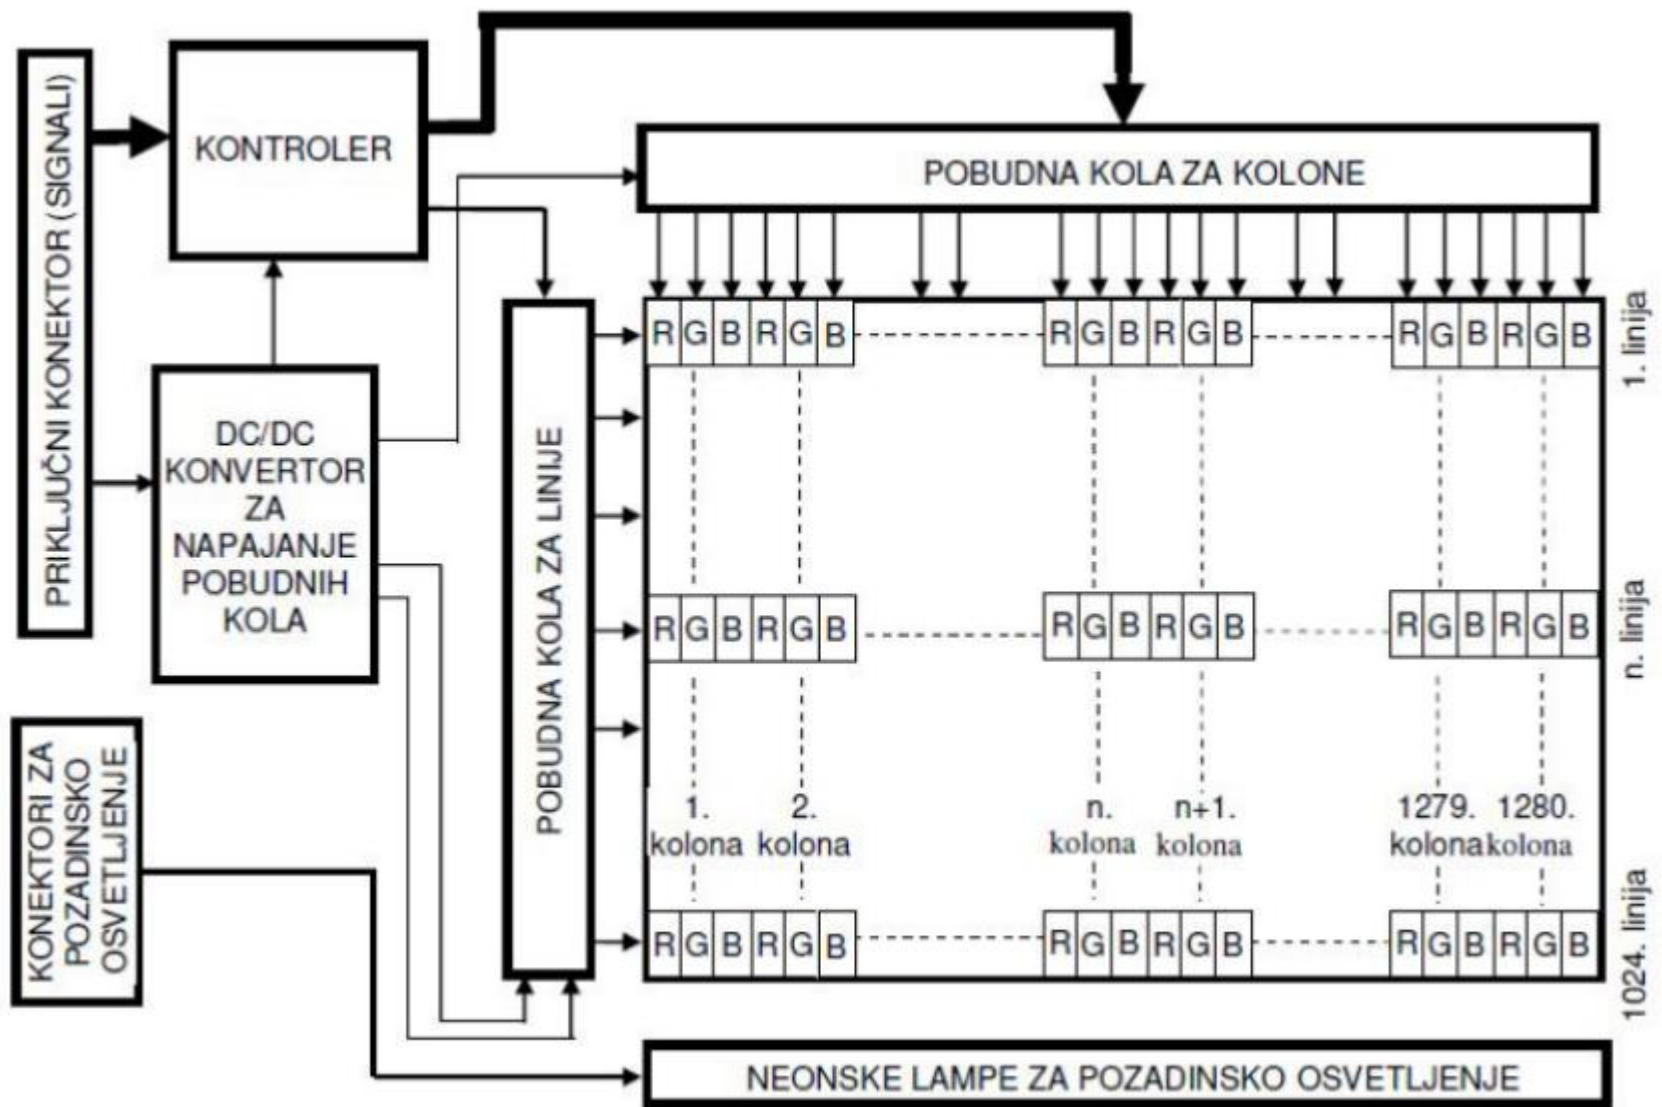 PRIKLJUČNI KONEKTOR (SIGNALI)
KONTROLER
POBUDNA KOLA ZA KOLONE
DC/DC
KONVERTOR
ZA
NAPAJANJE
POBUDNIH
KOLA
POBUDNA KOLA ZA LINIJE
R G B R G B R G B R G B R G B R G B
1. linija
R G B R G B R G B R G B R G B R G B
n. linija
1. 2. n. n+1. 1279. 1280.
kolona kolona kolona kolona kolona kolona
R G B R G B R G B R G B R G B R G B
1024. linija
KONEKTORI ZA
POZADINSKO
OSVETLJENJE
NEONSKE LAMPE ZA POZADINSKO OSVETLJENJE